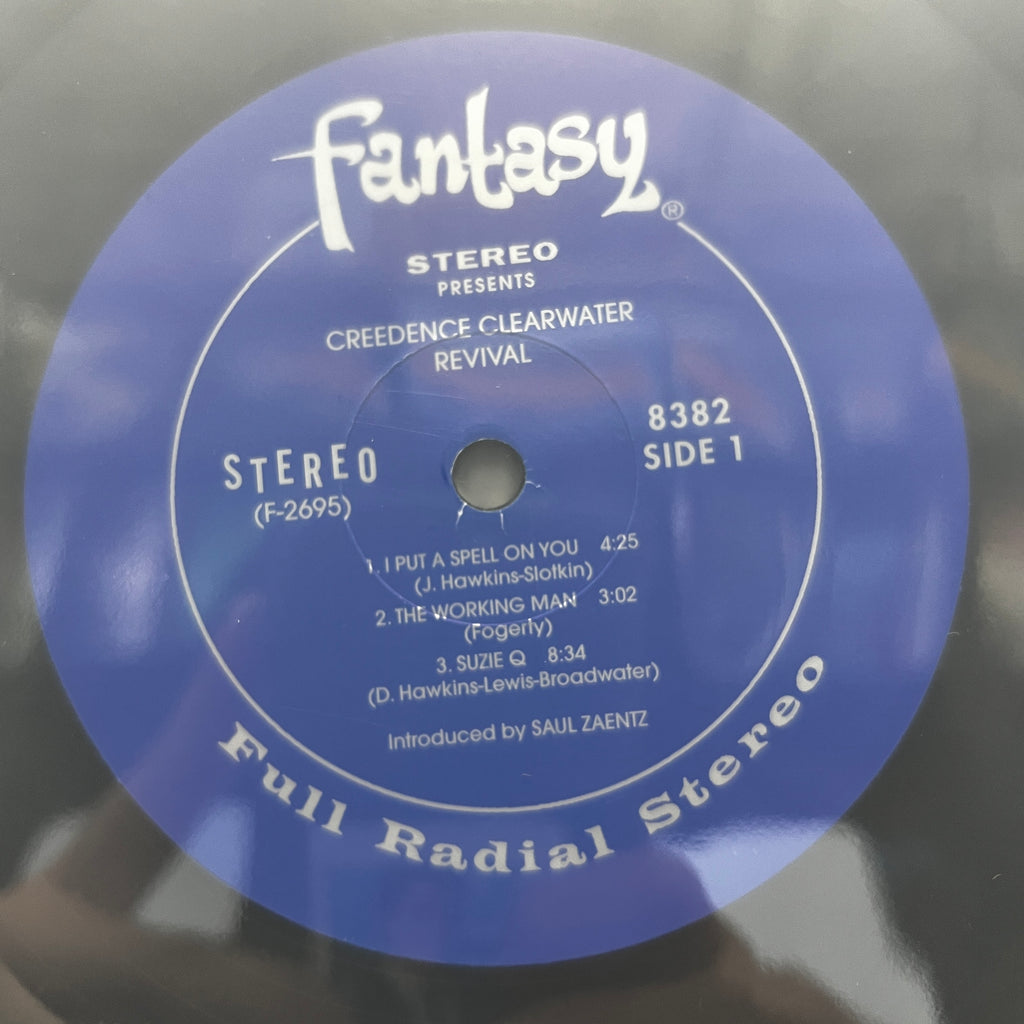 fantasy ®
STEREO
PRESENTS
CREEDENCE CLEARWATER
REVIVAL
8382
SIDE 1
STEREO
(F-2695)
1. I PUT A SPELL ON YOU 4:25
(J. Hawkins-Slotkin)
2. THE WORKING MAN 3:02
(Fogerty)
3. SUZIE Q 8:34
(D. Hawkins-Lewis-Broadwater)
Introduced by SAUL ZAENTZ
Full Radial Stereo